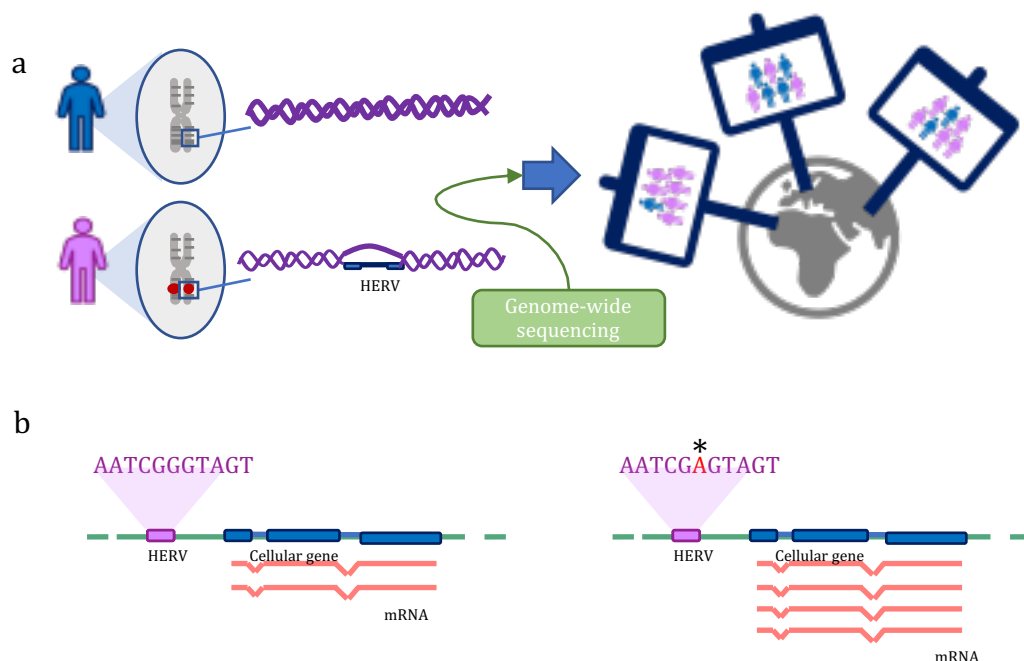 a
HERV
Genome-wide
sequencing
b
AATCGGGTAGT
HERV
Cellular gene
mRNA
*
AATCGAGTAGT
HERV
Cellular gene
mRNA